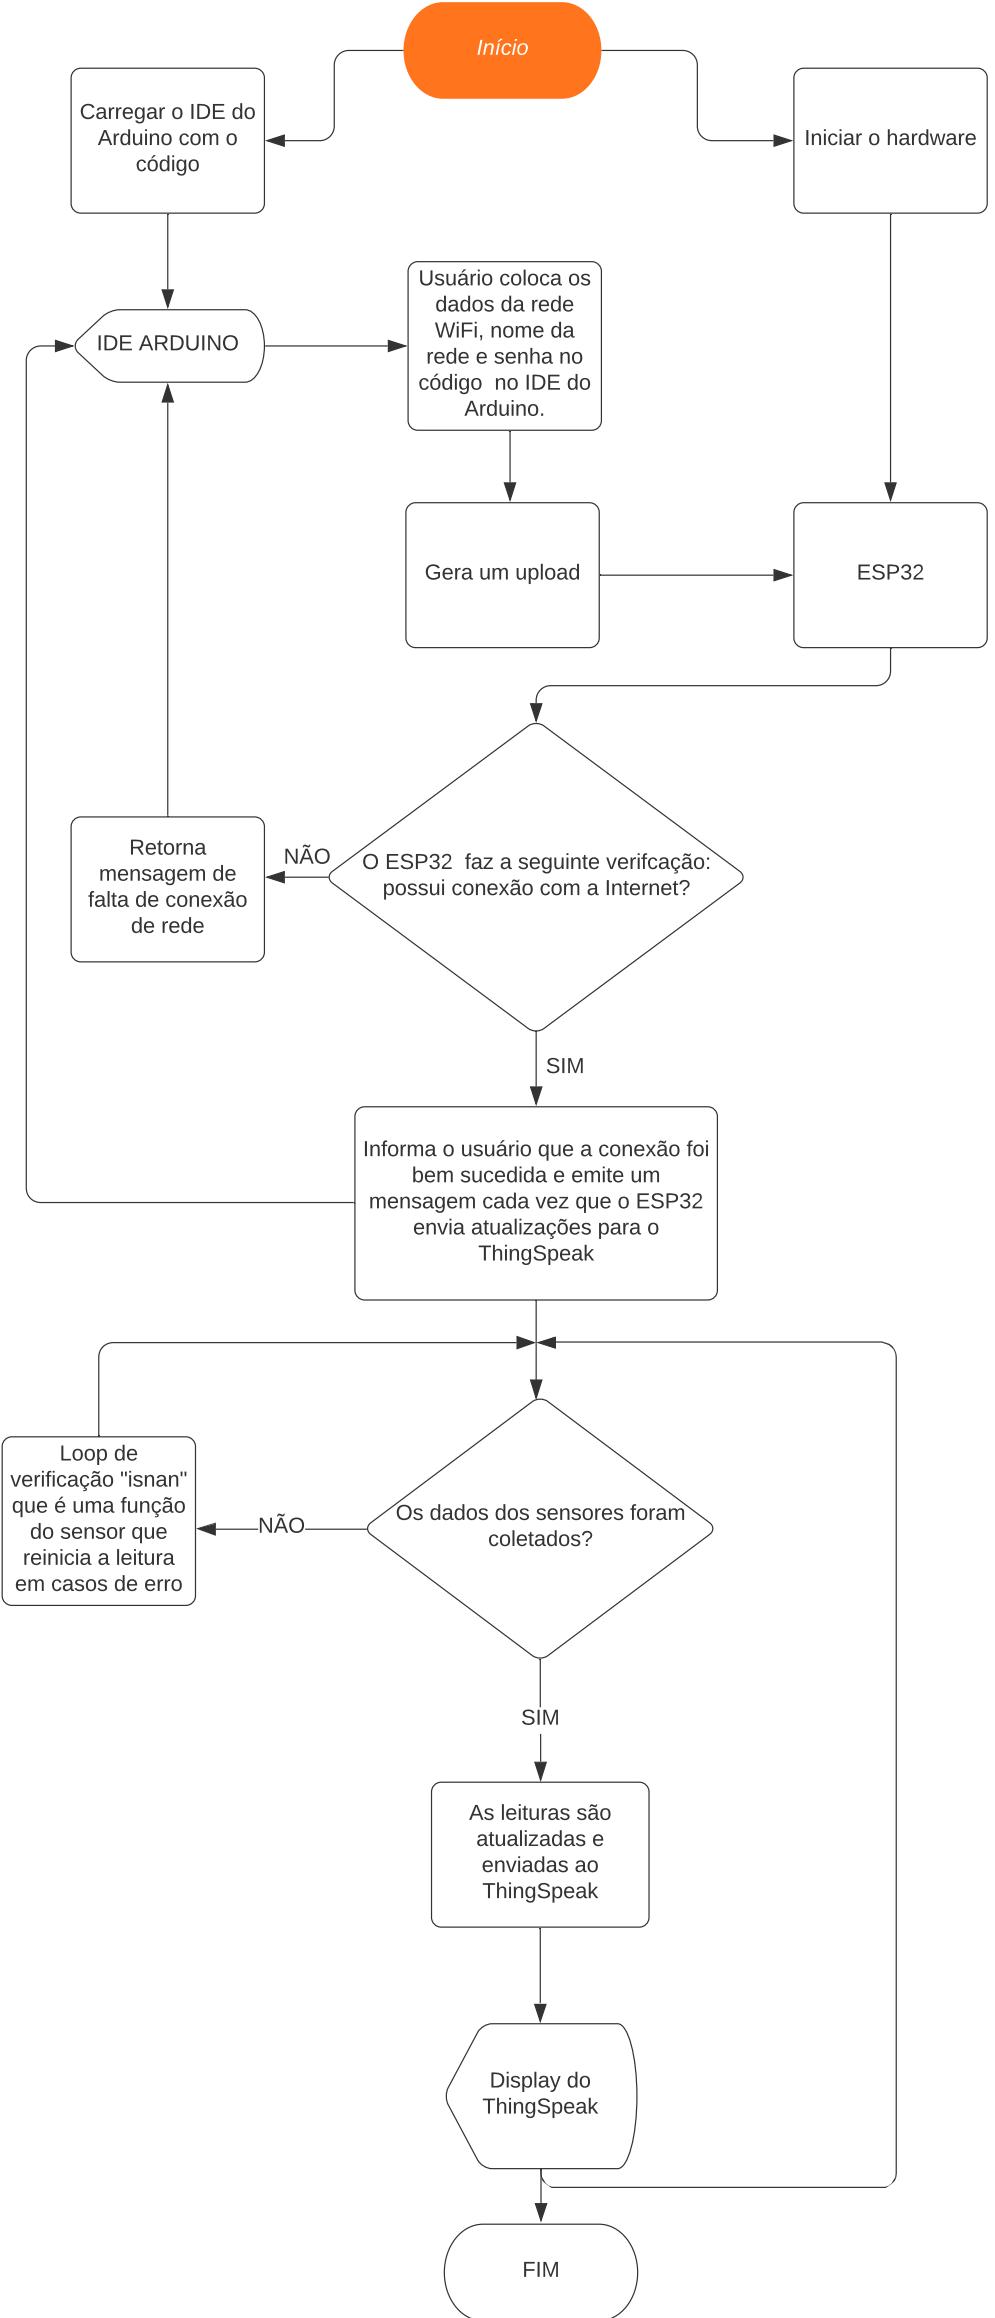 Início
Carregar o IDE do
Arduino com o
código
Iniciar o hardware
IDE ARDUINO
Usuário coloca os
dados da rede
WiFi, nome da
rede e senha no
código  no IDE do
Arduino.
Gera um upload
ESP32
O ESP32  faz a seguinte verifcação:
possui conexão com a Internet?
NÃO
Retorna
mensagem de
falta de conexão
de rede
SIM
Informa o usuário que a conexão foi
bem sucedida e emite um
mensagem cada vez que o ESP32
envia atualizações para o
ThingSpeak
Os dados dos sensores foram
coletados?
NÃO
Loop de
verificação "isnan"
que é uma função
do sensor que
reinicia a leitura
em casos de erro
SIM
As leituras são
atualizadas e
enviadas ao
ThingSpeak
Display do
ThingSpeak
FIM